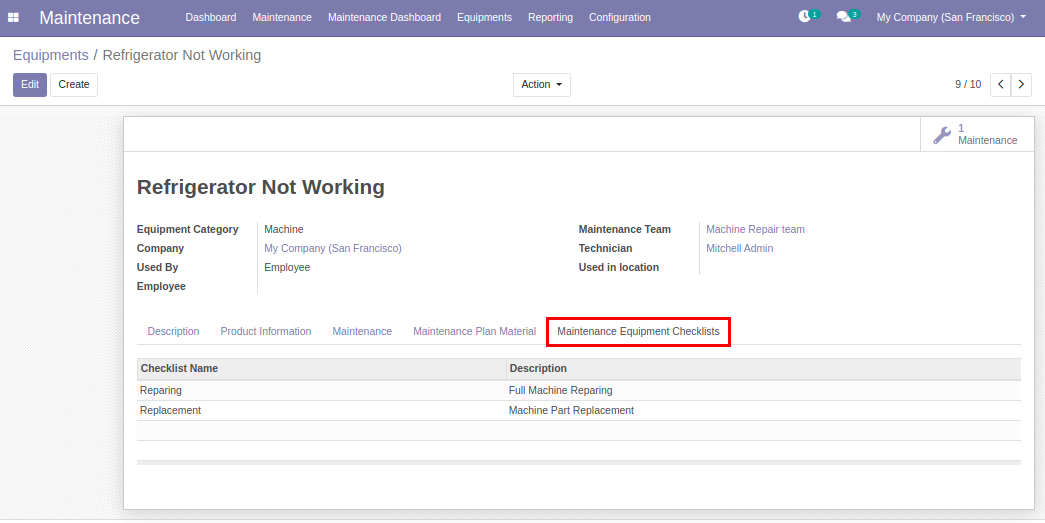 Maintenance Dashboard Maintenance Maintenance Dashboard Equipments Reporting Configuration 1 3 My Company (San Francisco)
Equipments / Refrigerator Not Working
Edit Create Action 9 / 10
1
Maintenance
Refrigerator Not Working
Equipment Category Machine Maintenance Team Machine Repair team
Company My Company (San Francisco) Technician Mitchell Admin
Used By Employee Used in location
Employee
Description Product Information Maintenance Maintenance Plan Material Maintenance Equipment Checklists
Checklist Name Description
Reparing Full Machine Reparing
Replacement Machine Part Replacement